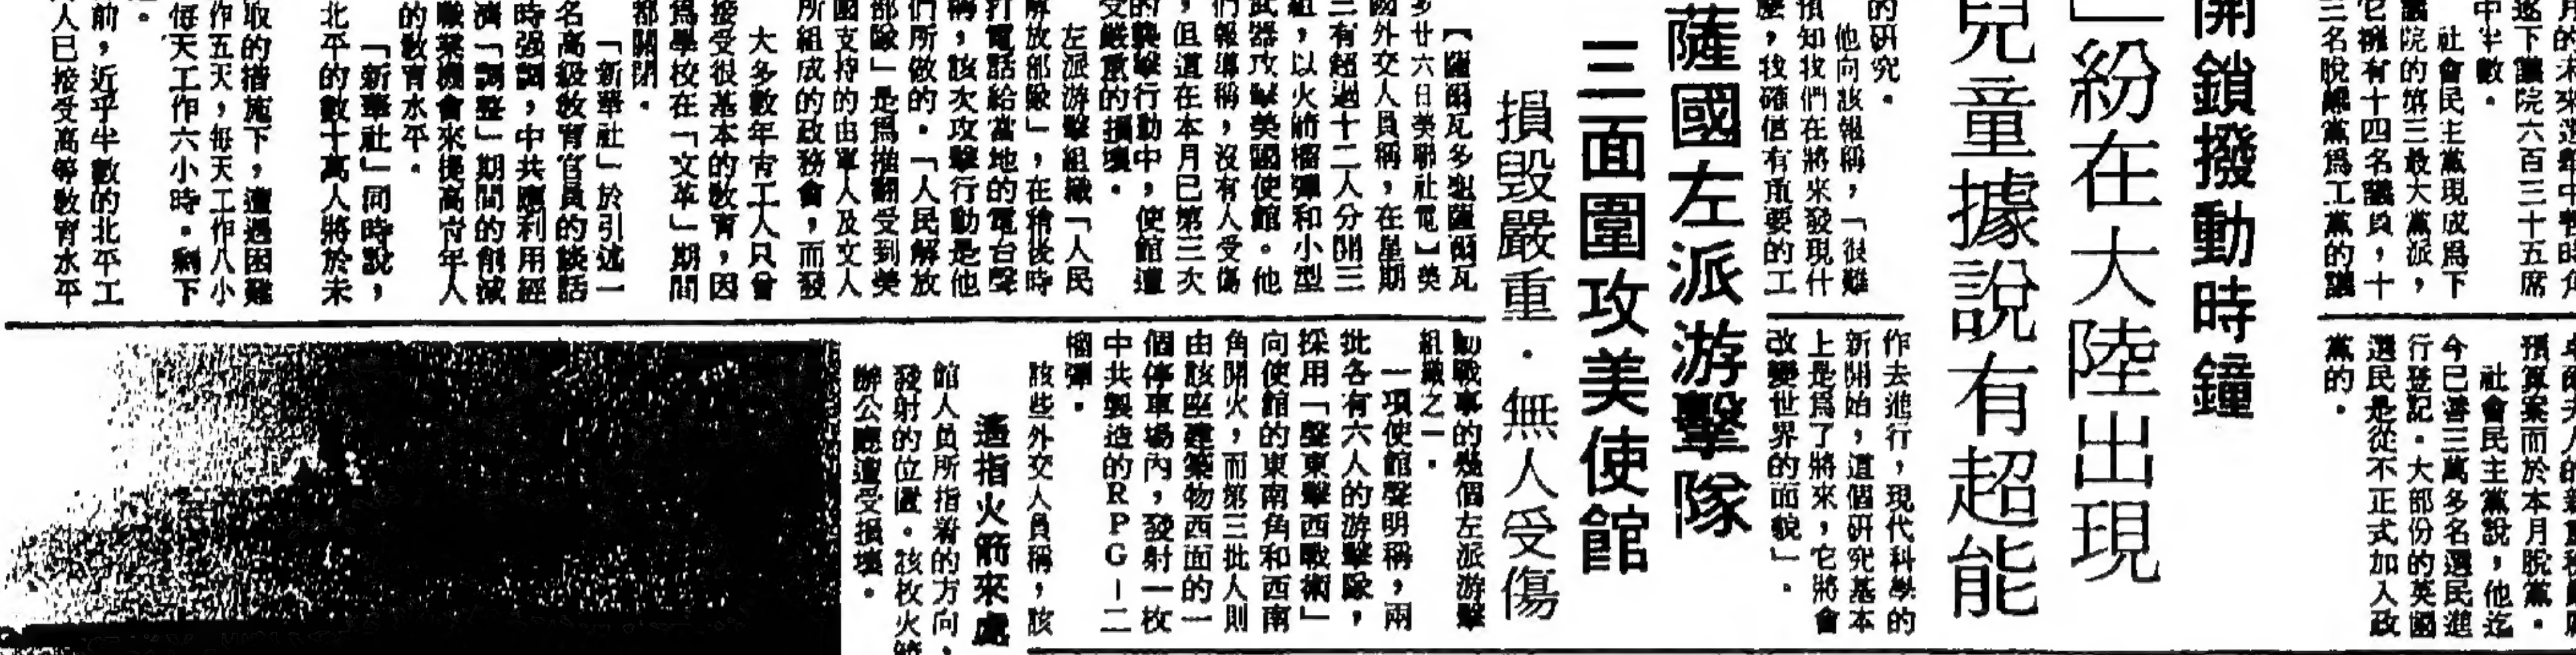 逐下議院六百三十五席
中半數。
社會民主黨現成爲下
議院的第三最大黨派，
它擁有十四名議員，十
三名脫離黨爲工黨的議
預算案而於本月脫黨。
社會民主黨說，他迄
今已善三萬多名選民進
行登記。大部份的英國
選民是從不正式加入政
黨的。
開鎖撥動時鐘
」紛在大陸出現
兒童據說有超能
的研究。
他向該報稱，「很難
預知我們在將來發現什
麼，我確信有重要的工
作去進行，現代科學的
新開始，這個研究基本
上是爲了將來，它將會
改變世界的面貌」。
薩國左派游擊隊
三面圍攻美使館
損毀嚴重·無人受傷
【薩爾瓦多聖薩爾瓦
多廿六日美聯社電】美
國外交人員稱，在星期
三有超過十二人分開三
組，以火箭榴彈和小型
武器攻擊美國使館。他
們報導稱，沒有人受傷
，但這在本月已第三次
的襲擊行動中，使館遭
受嚴重的損壞。
左派游擊組織「人民
解放部隊」，在稍後時
打電話給當地的電台聲
稱，該次攻擊行動是他
們所做的。「人民解放
部隊」是爲推翻受到美
國支持的由軍人及文人
所組成的政務會，而發
動戰事的幾個左派游擊
組織之一。
一項使館聲明稱，兩
批各有六人的游擊隊，
採用「聲東擊西戰術」
向使館的東南角和西南
角開火，而第三批人則
由該座建築物西面的一
個停車場內，發射一枚
中共製造的RPG－二
榴彈。
該些外交人員稱，該
大多數年青工人只會
接受很基本的教育，因
爲學校在「文革」期間
都關閉。
「新華社」於引述一
名高級教育官員的談話
時强調，中共應利用經
濟「調整」期間的削減
職業機會來提高青年人
的教育水平。
「新華社」同時說，
北平的數十萬人將於未
取的措施下，遭遇困難
作五天，每天工作八小
每天工作六小時。剩下
前，近乎半數的北平工
人已接受高等教育水平
造指火箭來處
館人員所指着的方向，
發射的位置。該枚火箭
辦公廳遭受損壞。